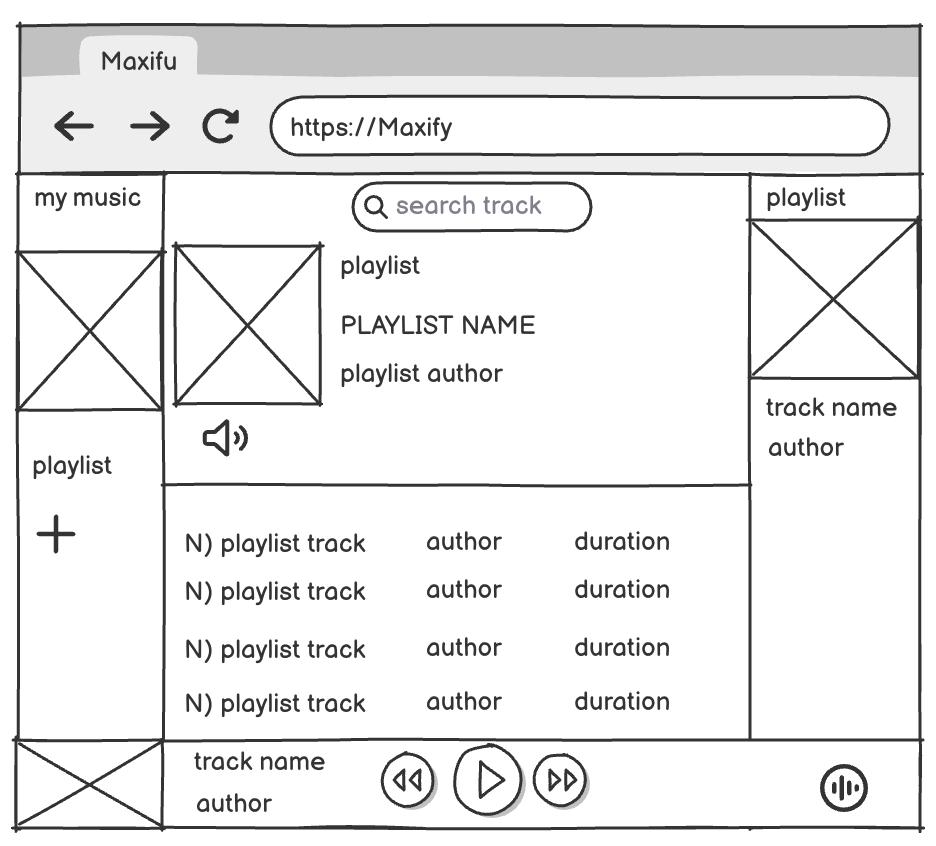 Maxifu
https://Maxify
my music
search track
playlist
playlist
PLAYLIST NAME
playlist author
track name
author
playlist
N) playlist track author duration
N) playlist track author duration
N) playlist track author duration
N) playlist track author duration
track name
author